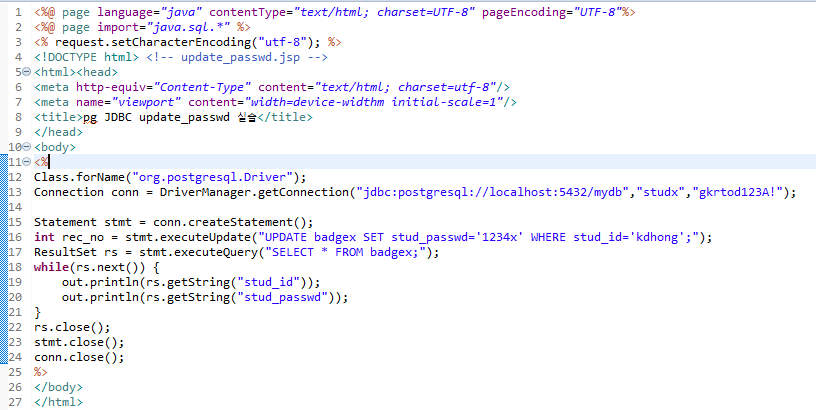 1 <%@ page language="java" contentType="text/html; charset=UTF-8" pageEncoding="UTF-8"%>
2 <%@ page import="java.sql.*" %>
3 <% request.setCharacterEncoding("utf-8"); %>
4 <!DOCTYPE html> <!-- update_passwd.jsp -->
5 <html><head>
6 <meta http-equiv="Content-Type" content="text/html; charset=utf-8"/>
7 <meta name="viewport" content="width=device-widthm initial-scale=1"/>
8 <title>pg JDBC update_passwd 실습</title>
9 </head>
10 <body>
11 <%
12 Class.forName("org.postgresql.Driver");
13 Connection conn = DriverManager.getConnection("jdbc:postgresql://localhost:5432/mydb","studx","gkrtod123A!");
14
15 Statement stmt = conn.createStatement();
16 int rec_no = stmt.executeUpdate("UPDATE badgex SET stud_passwd='1234x' WHERE stud_id='kdhong';");
17 ResultSet rs = stmt.executeQuery("SELECT * FROM badgex;");
18 while(rs.next()) {
19     out.println(rs.getString("stud_id"));
20     out.println(rs.getString("stud_passwd"));
21 }
22 rs.close();
23 stmt.close();
24 conn.close();
25 %>
26 </body>
27 </html>